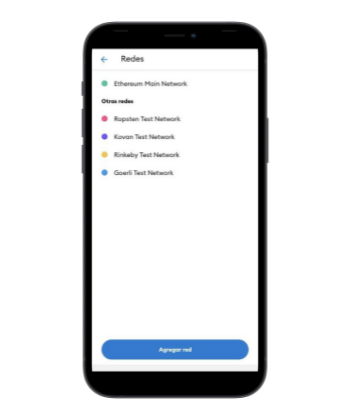 Redes
Ethereum Main Network
Otras redes
Ropsten Test Network
Kovan Test Network
Rinkeby Test Network
Goerli Test Network
Agregar red